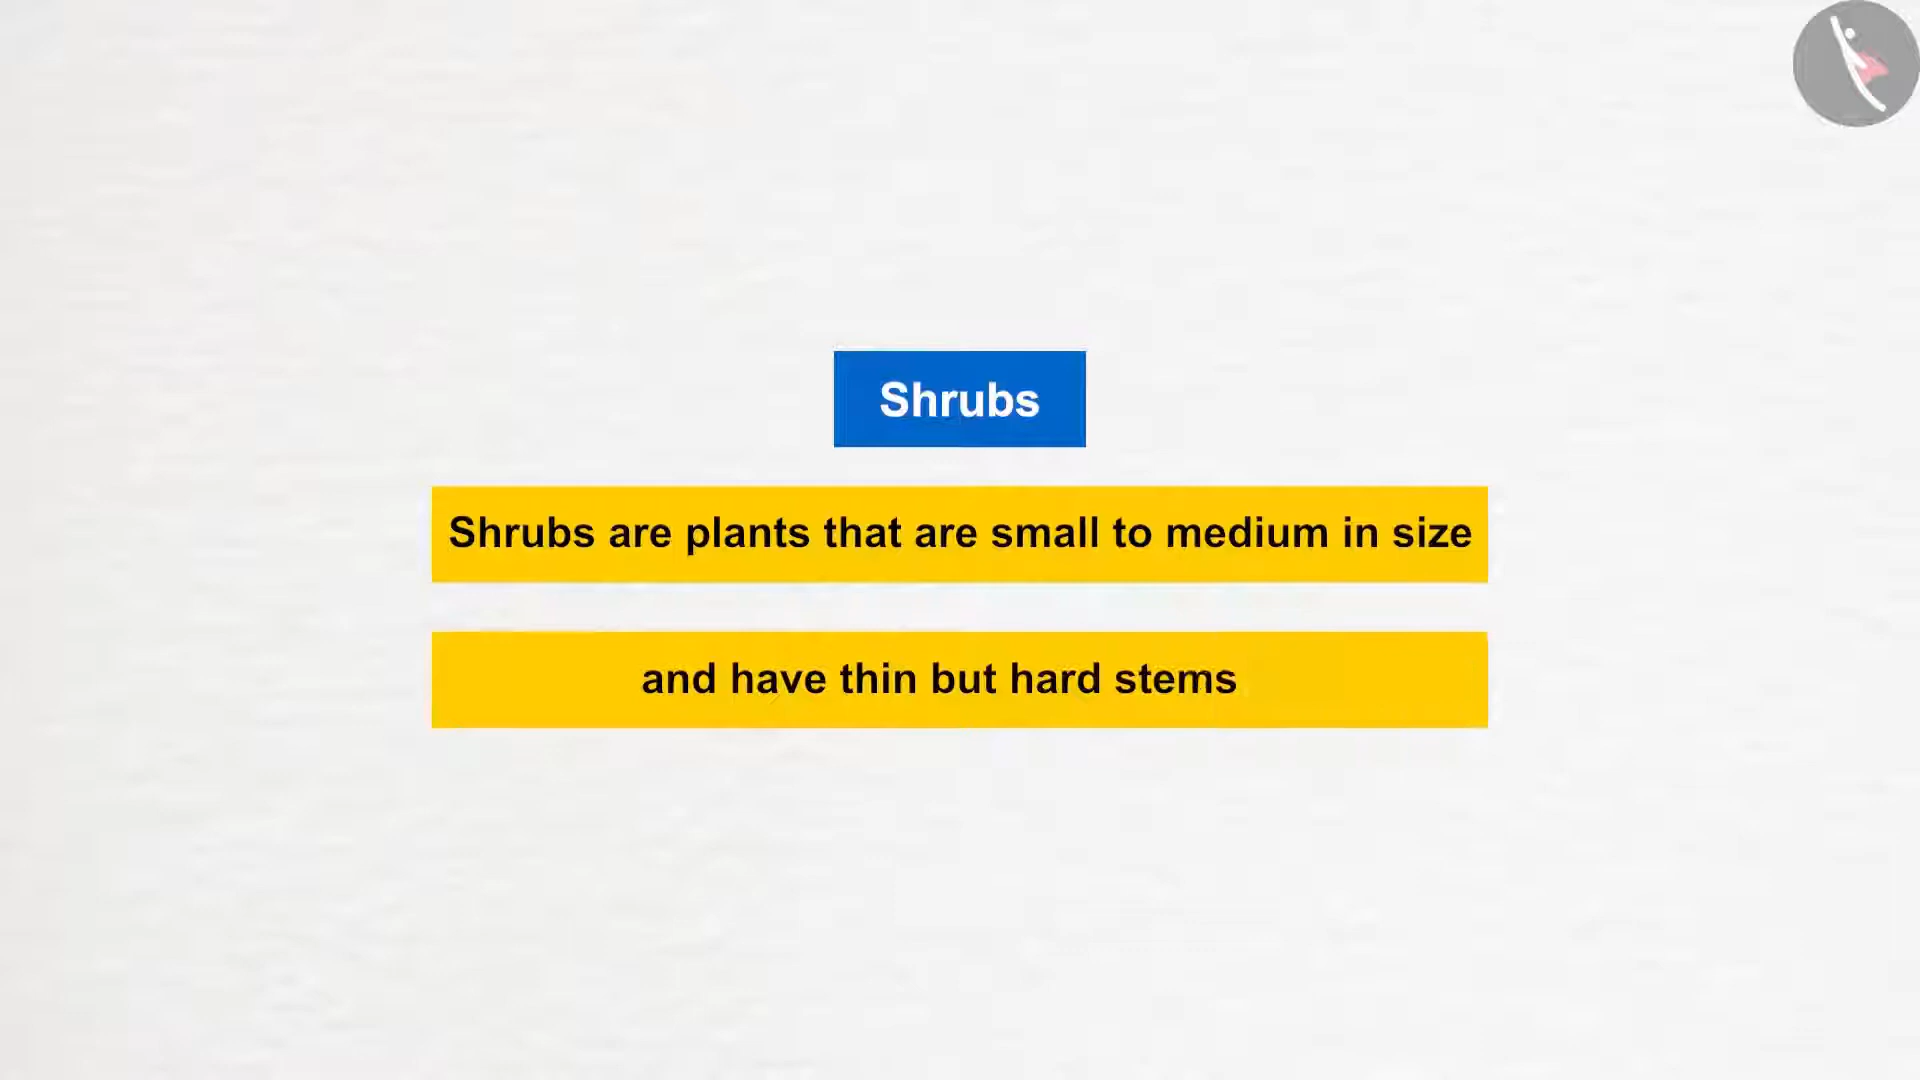 Shrubs
Shrubs are plants that are small to medium in size
and have thin but hard stems